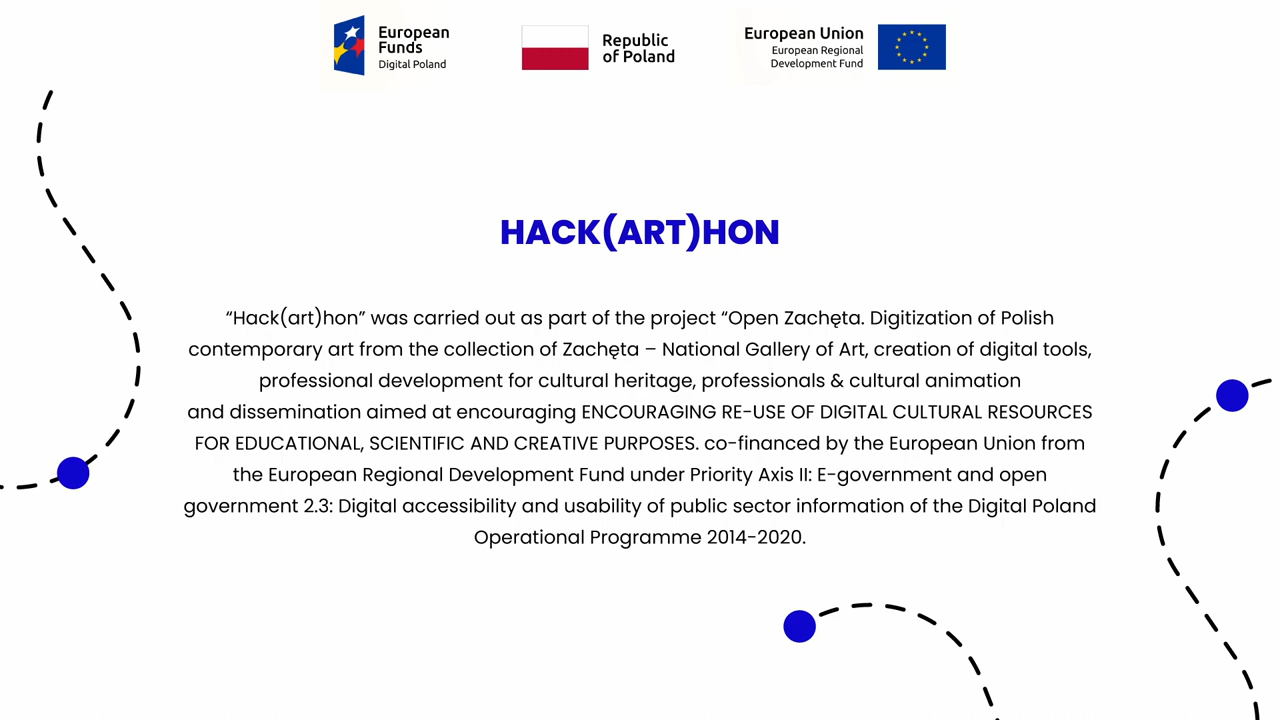 European
Funds
Digital Poland
Republic
of Poland
European Union
European Regional
Development Fund
HACK(ART)HON
“Hack(art)hon” was carried out as part of the project “Open Zachęta. Digitization of Polish
contemporary art from the collection of Zachęta – National Gallery of Art, creation of digital tools,
professional development for cultural heritage, professionals & cultural animation
and dissemination aimed at encouraging ENCOURAGING RE-USE OF DIGITAL CULTURAL RESOURCES
FOR EDUCATIONAL, SCIENTIFIC AND CREATIVE PURPOSES. co-financed by the European Union from
the European Regional Development Fund under Priority Axis II: E-government and open
government 2.3: Digital accessibility and usability of public sector information of the Digital Poland
Operational Programme 2014-2020.